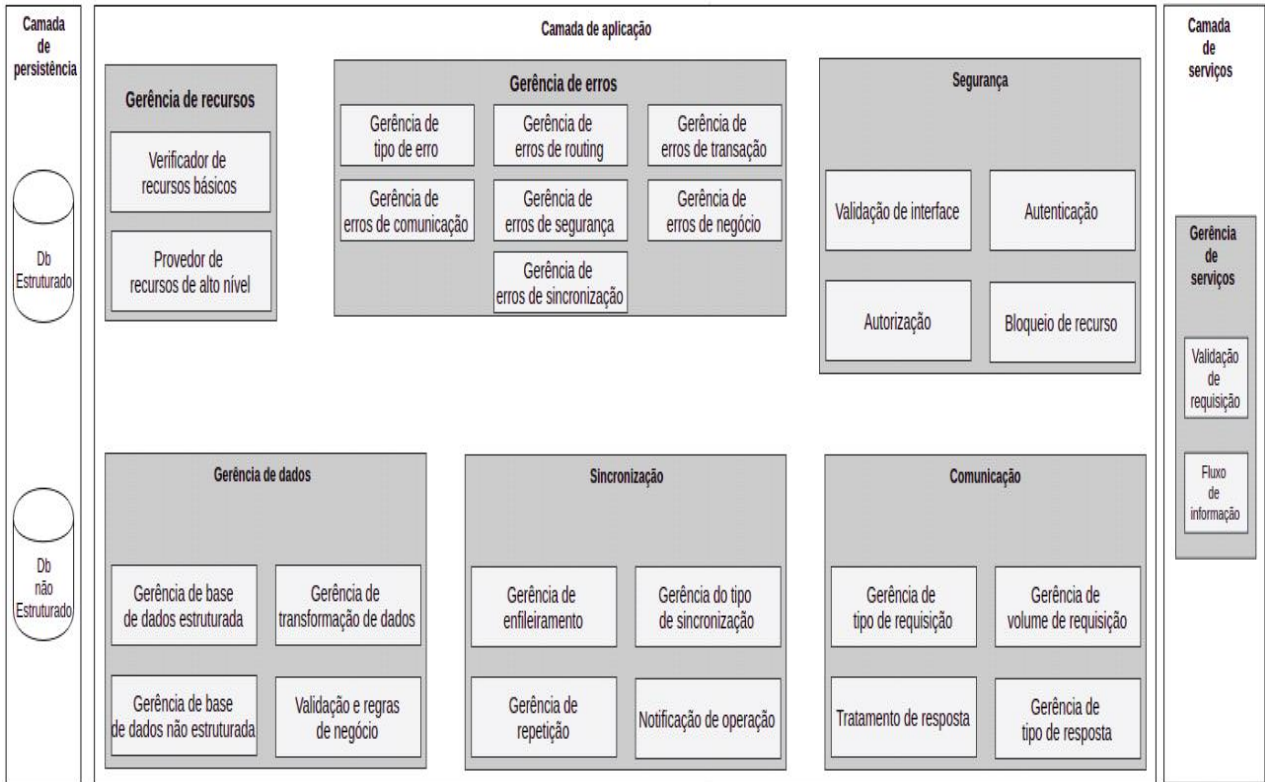 Camada
de
persistência
Db
Estruturado
Db
não
Estruturado
Camada de aplicação
Gerência de recursos
Verificador de
recursos básicos
Provedor de
recursos de alto nível
Gerência de erros
Gerência de
tipo de erro
Gerência de
erros de routing
Gerência de
erros de transação
Gerência de
erros de comunicação
Gerência de
erros de segurança
Gerência de
erros de negócio
Gerência de
erros de sincronização
Segurança
Validação de interface
Autenticação
Autorização
Bloqueio de recurso
Gerência de dados
Gerência de base
de dados estruturada
Gerência de
transformação de dados
Gerência de base
de dados não estruturada
Validação e regras
de negócio
Sincronização
Gerência de
enfileiramento
Gerência do tipo
de sincronização
Gerência de
repetição
Notificação de operação
Comunicação
Gerência de
tipo de requisição
Gerência de
volume de requisição
Tratamento de resposta
Gerência de
tipo de resposta
Camada
de
serviços
Gerência
de
serviços
Validação
de
requisição
Fluxo
de
informação